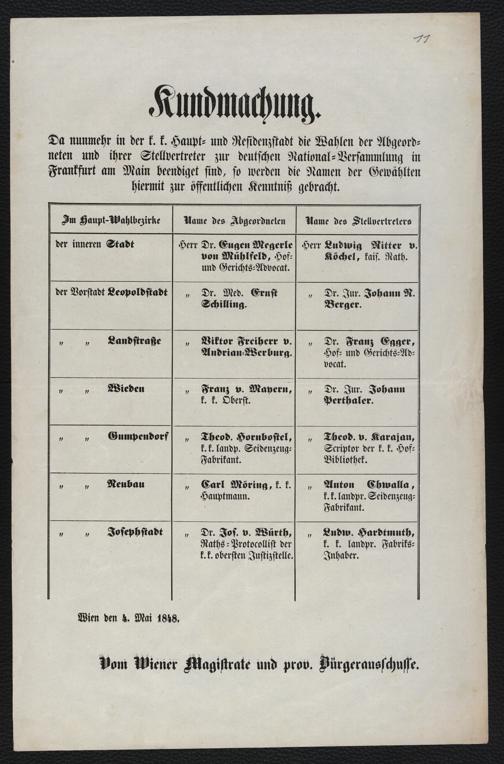 11
Kundmachung.
Da nunmehr in der k. k. Haupt- und Residenzstadt die Wahlen der Abgeord-
neten und ihrer Stellvertreter zur deutschen National-Versammlung in
Frankfurt am Main beendiget sind, so werden die Namen der Gewählten
hiermit zur öffentlichen Kenntniß gebracht.
Im Haupt-Wahlbezirke
Name des Abgeordneten
Name des Stellvertreters
der inneren Stadt
Herr Dr. Eugen Megerle
von Mühlfeld, Hof-
und Gerichts-Advocat.
Herr Ludwig Ritter v.
Köchel, kais. Rath.
der Vorstadt Leopoldstadt
„ Dr. Med. Ernst
Schilling.
„ Dr. Jur. Johann N.
Berger.
„ „ Landstraße
„ Viktor Freiherr v.
Andrian-Werburg.
„ Dr. Franz Egger,
Hof- und Gerichts-Ad-
vocat.
„ „ Wieden
„ Franz v. Mayern,
k. k. Oberst.
„ Dr. Jur. Johann
Perthaler.
„ „ Gumpendorf
„ Theod. Hornbostel,
k. k. landp. Seidenzeug-
Fabrikant.
„ Theod. v. Karajan,
Scriptor der k. k. Hof-
Bibliothek.
„ „ Neubau
„ Carl Möring, k. k.
Hauptmann.
„ Anton Chwalla,
k. k. landpr. Seidenzeug-
Fabrikant.
„ „ Josephstadt
„ Dr. Jos. v. Würth,
Raths-Protocollist der
k. k. obersten Justizstelle.
„ Ludw. Hardtmuth,
k. k. landpr. Fabriks-
Inhaber.
Wien den 4. Mai 1848.
Vom Wiener Magistrate und prov. Bürgerausschusse.